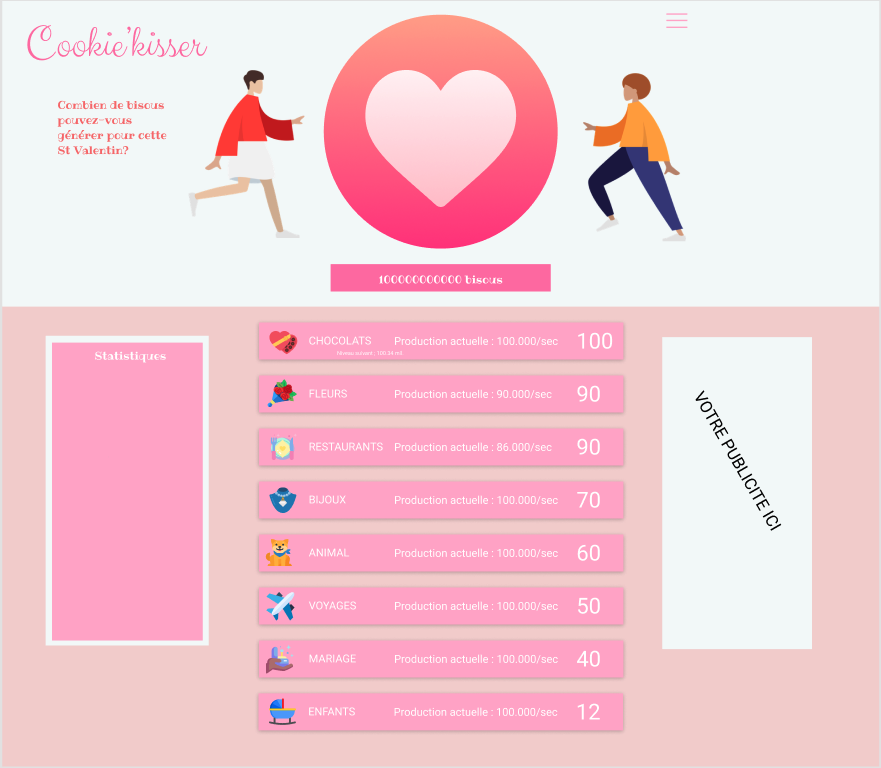 Cookie'kisser
Combien de bisous
pouvez-vous
générer pour cette
St Valentin?
100000000000 bisous
Statistiques
CHOCOLATS Production actuelle : 100.000/sec 100
Niveau suivant : 100.34 mS
FLEURS Production actuelle : 90.000/sec 90
RESTAURANTS Production actuelle : 86.000/sec 90
BIJOUX Production actuelle : 100.000/sec 70
ANIMAL Production actuelle : 100.000/sec 60
VOYAGES Production actuelle : 100.000/sec 50
MARIAGE Production actuelle : 100.000/sec 40
ENFANTS Production actuelle : 100.000/sec 12
VOTRE PUBLICITE ICI